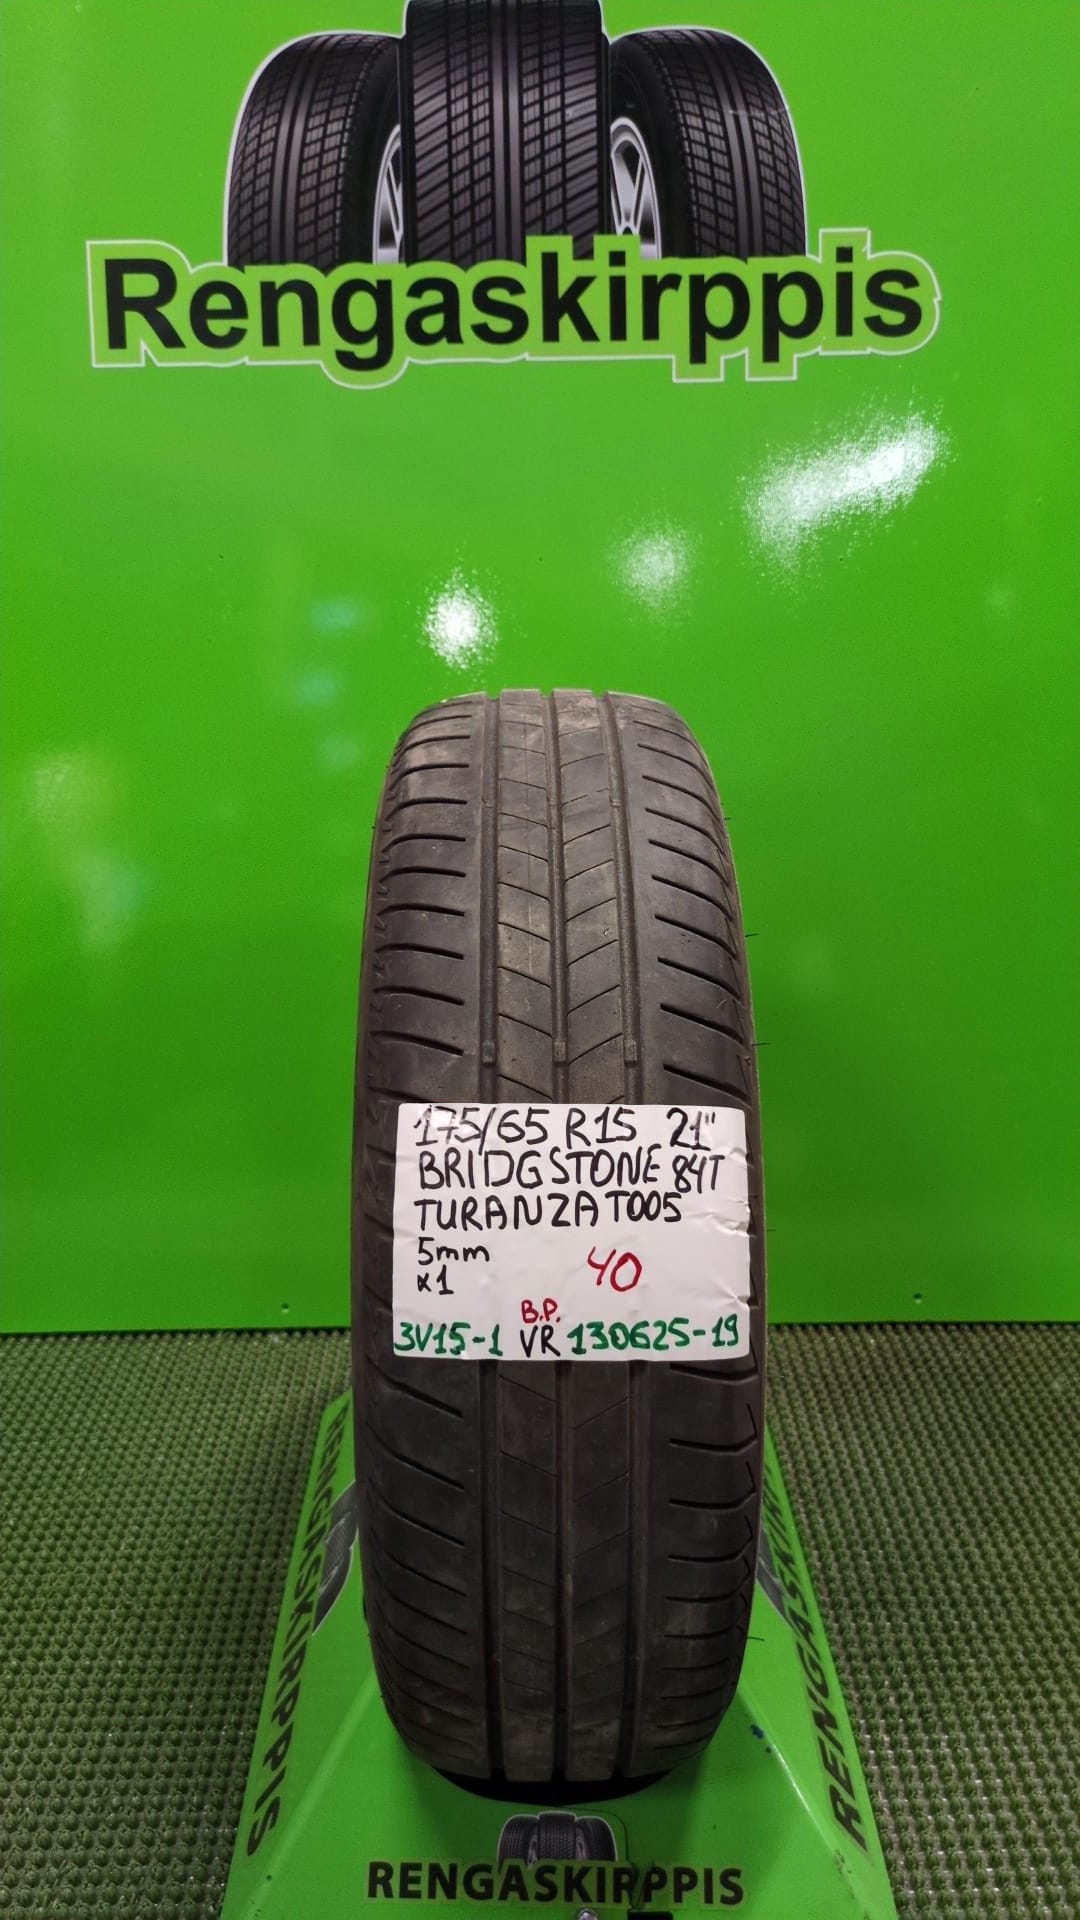 Rengaskirppis
175/65 R15 21"
BRIDGSTONE 84T
TURANZA T005
5mm
x1
40
B.P.
3V15-1 VR 130625-19
RENGASKIRPPIS
RENGASKIRPPIS
RENGASKIRPPIS